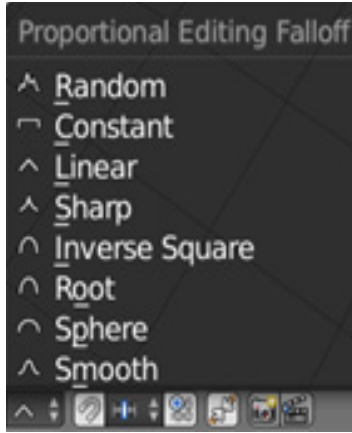 Proportional Editing Falloff
Random
Constant
Linear
Sharp
Inverse Square
Root
Sphere
Smooth